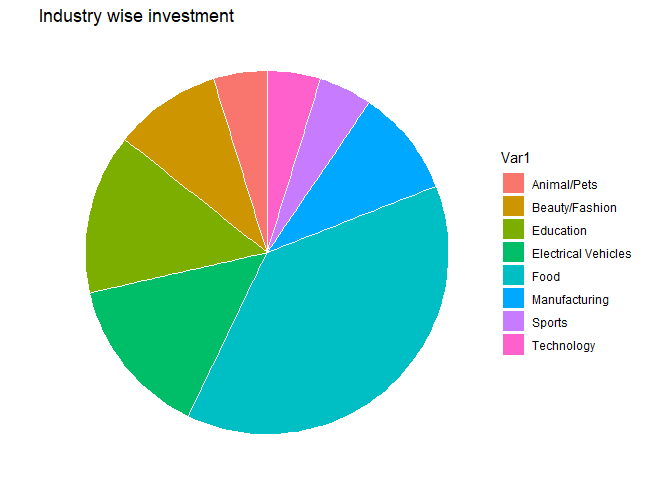 Industry wise investment
Var1
Animal/Pets
Beauty/Fashion
Education
Electrical Vehicles
Food
Manufacturing
Sports
Technology